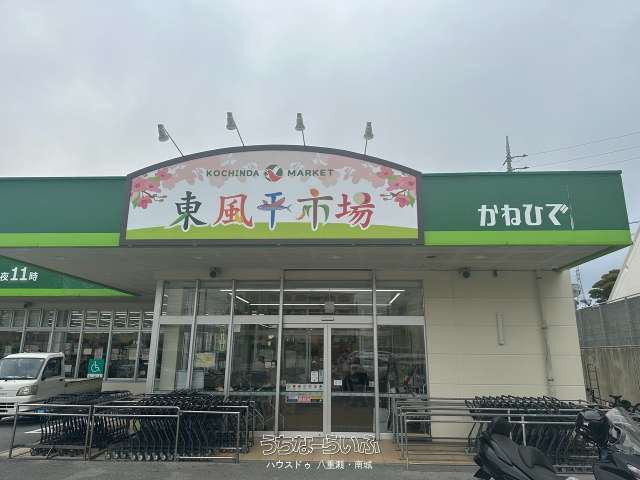 KOCHINDA MARKET
東風平市場
かねひで
夜11時
うちなーらいふ
ハウスドゥ 八重瀬・南城